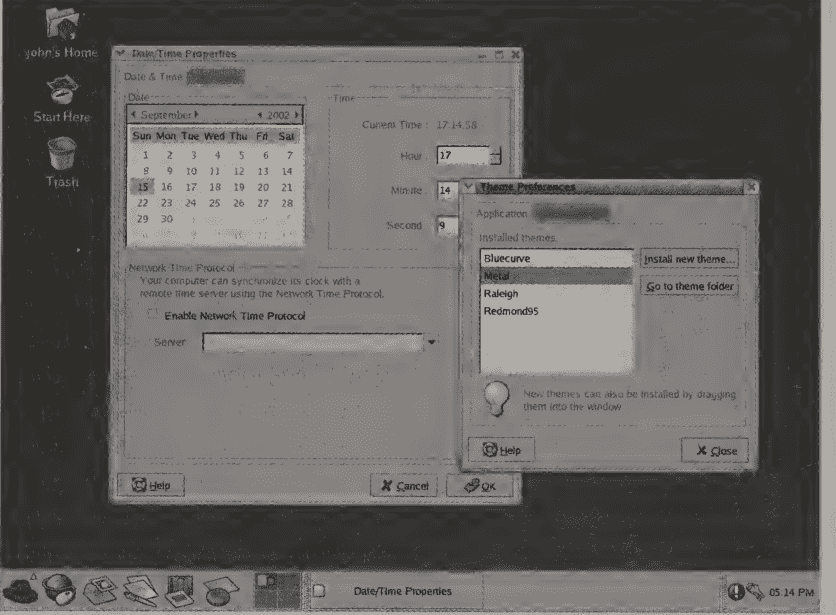 John's Home
Start Here
Trash
Date/Time Properties
Date & Time
Date
September 2002
Sun Mon Tue Wed Thu Fri Sat
1 2 3 4 5 6 7
8 9 10 11 12 13 14
15 16 17 18 19 20 21
22 23 24 25 26 27 28
29 30
Time
Current Time : 17:14:58
Hour : 17
Minute : 14
Second : 9
Network Time Protocol
Your computer can synchronize its clock with a
remote time server using the Network Time Protocol.
Enable Network Time Protocol
Server
Help
Cancel
OK
Theme Preferences
Application
Installed themes:
Bluecurve
Metal
Raleigh
Redmond95
Install new theme...
Go to theme folder
New themes can also be installed by dragging
them into the window
Help
Close
Date/Time Properties
05:14 PM